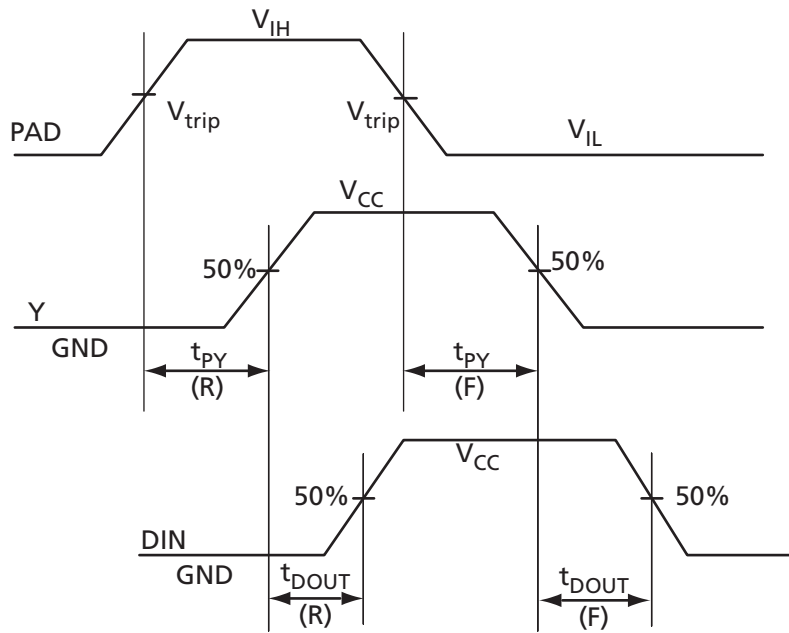 V_IH
V_trip
V_trip
PAD
V_IL
V_CC
50%
50%
Y
GND
t_PY
(R)
t_PY
(F)
V_CC
50%
50%
DIN
GND
t_DOUT
(R)
t_DOUT
(F)